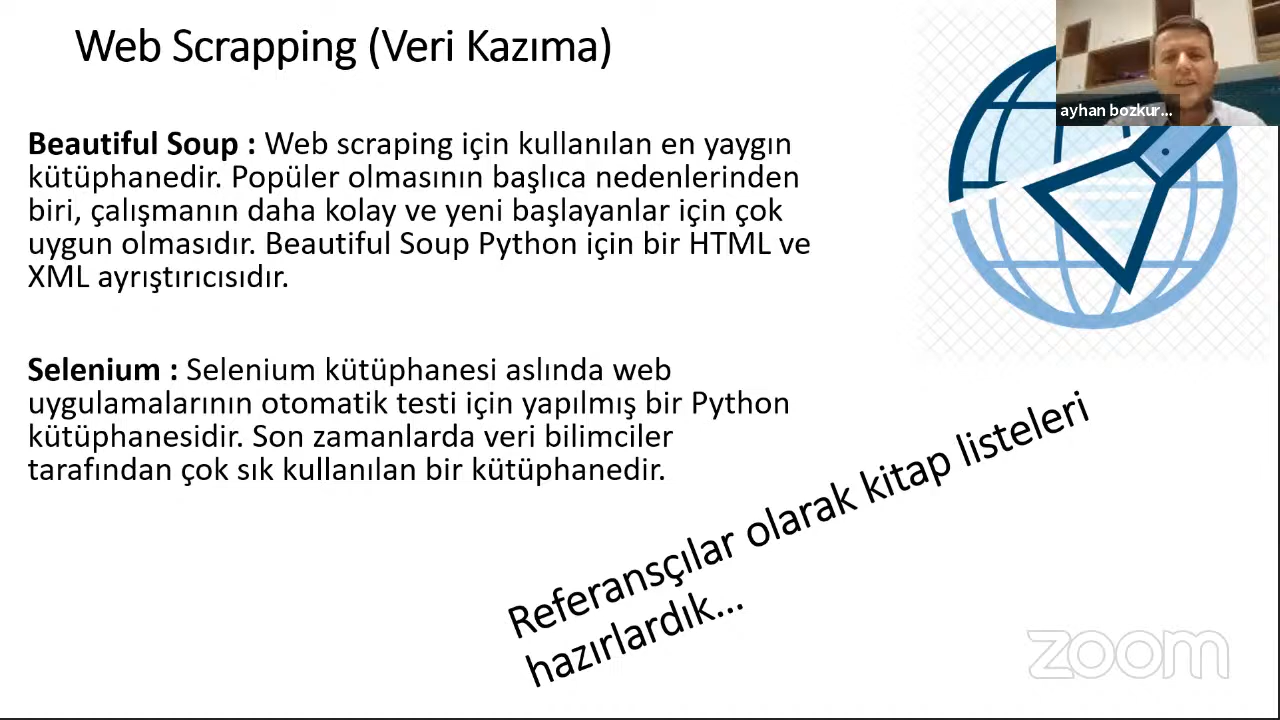 Web Scrapping (Veri Kazıma)
ayhan bozkur...
Beautiful Soup : Web scraping için kullanılan en yaygın
kütüphanedir. Popüler olmasının başlıca nedenlerinden
biri, çalışmanın daha kolay ve yeni başlayanlar için çok
uygun olmasıdır. Beautiful Soup Python için bir HTML ve
XML ayrıştırıcısıdır.
Selenium : Selenium kütüphanesi aslında web
uygulamalarının otomatik testi için yapılmış bir Python
kütüphanesidir. Son zamanlarda veri bilimciler
tarafından çok sık kullanılan bir kütüphanedir.
Referansçılar olarak kitap listeleri
hazırlardık...
zoom